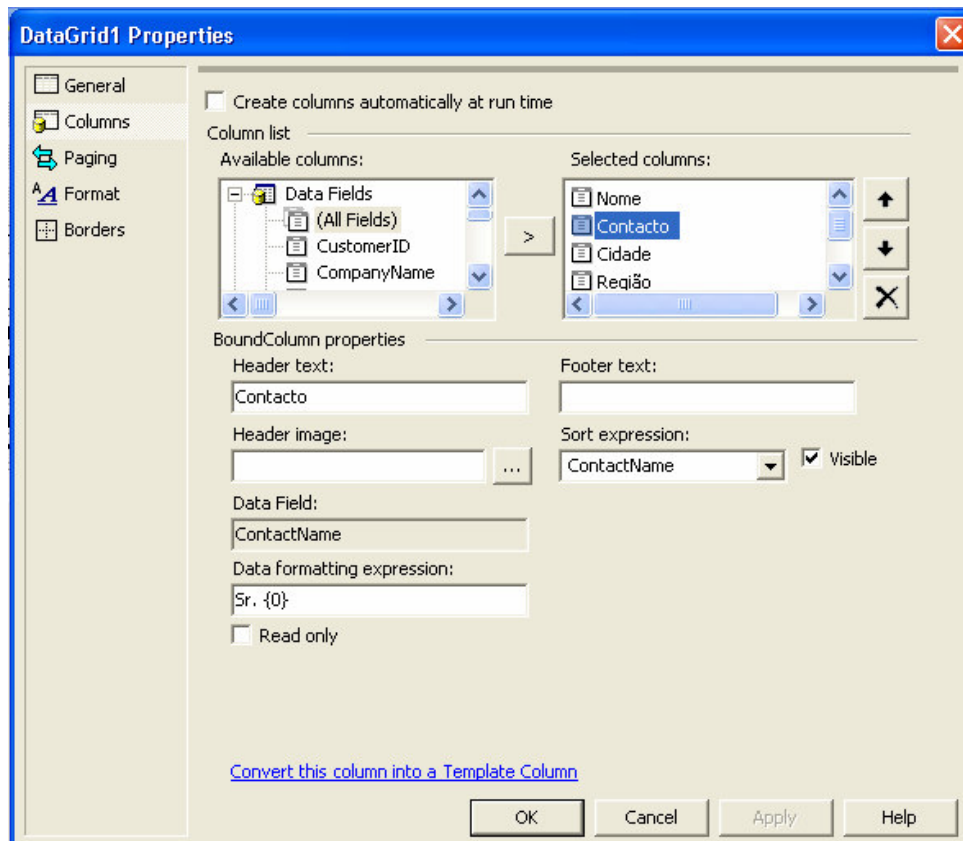 DataGrid1 Properties
General
Columns
Paging
Format
Borders
Create columns automatically at run time
Column list
Available columns:
Data Fields
(All Fields)
CustomerID
CompanyName
>
Selected columns:
Nome
Contacto
Cidade
Região
BoundColumn properties
Header text:
Contacto
Footer text:
Header image:
...
Sort expression:
ContactName
Visible
Data Field:
ContactName
Data formatting expression:
Sr. {0}
Read only
Convert this column into a Template Column
OK
Cancel
Apply
Help